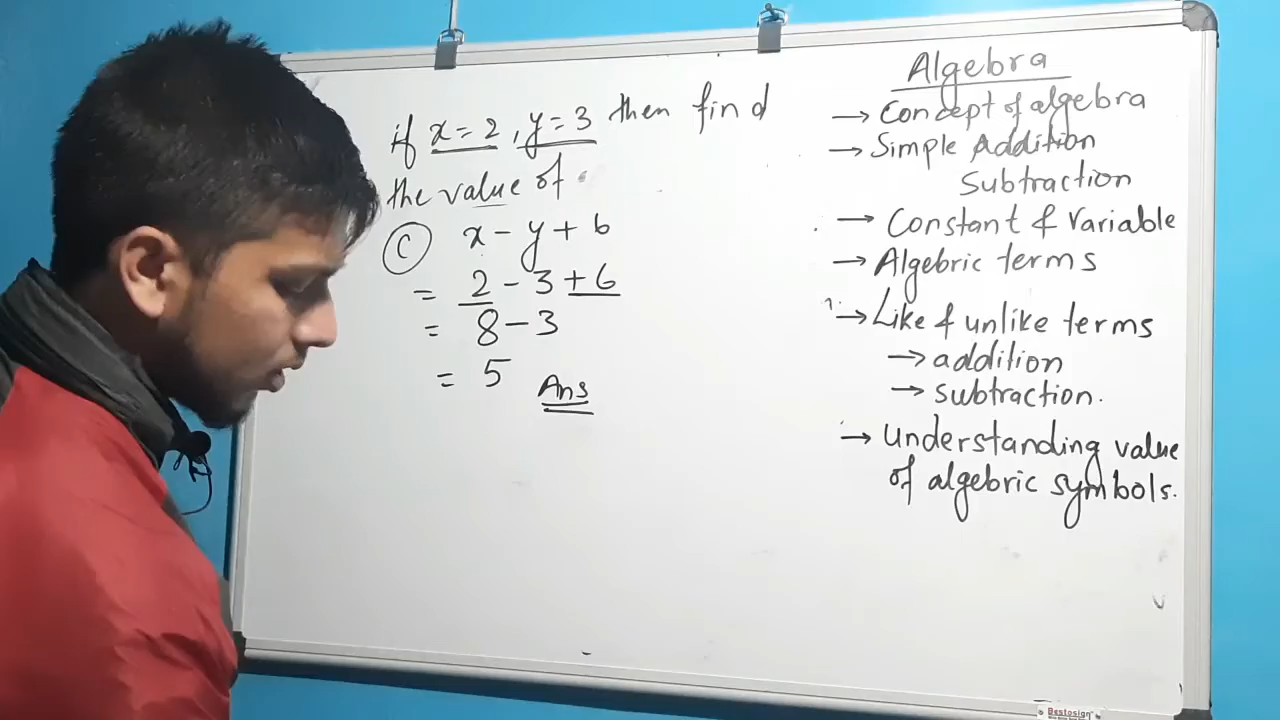 if x = 2 , y = 3 then find
the value of
(C) x - y + 6
= 2 - 3 + 6
= 8 - 3
= 5 Ans
Algebra
→ Concept of algebra
→ Simple Addition
Subtraction
→ Constant & Variable
→ Algebric terms
→ Like & unlike terms
→ addition
→ subtraction.
→ Understanding value
of algebric symbols.
Bestosign